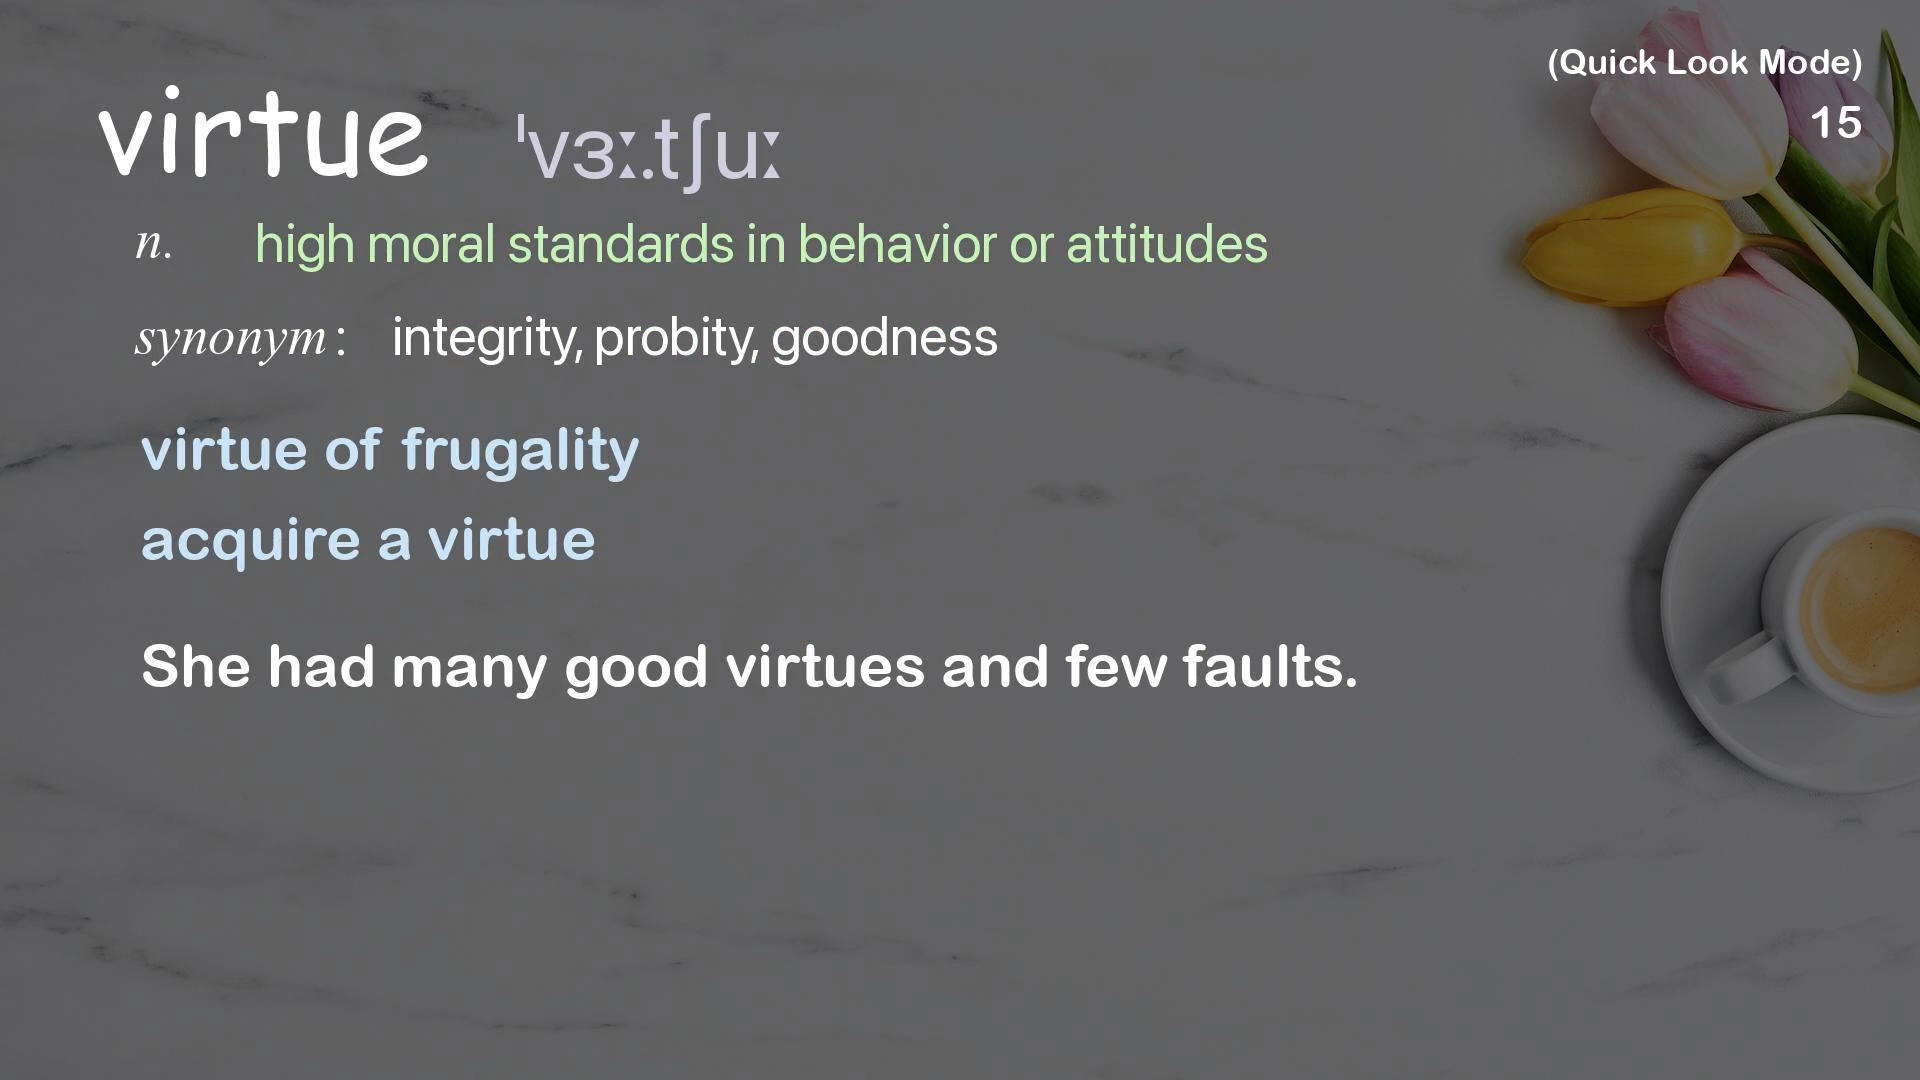 (Quick Look Mode)
15
virtue ˈvɜː.tʃuː
n. high moral standards in behavior or attitudes
synonym: integrity, probity, goodness
virtue of frugality
acquire a virtue
She had many good virtues and few faults.